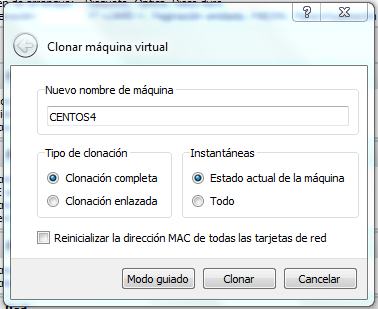 Clonar máquina virtual
Nuevo nombre de máquina
CENTOS4
Tipo de clonación
Clonación completa
Clonación enlazada
Instantáneas
Estado actual de la máquina
Todo
Reinicializar la dirección MAC de todas las tarjetas de red
Modo guiado
Clonar
Cancelar